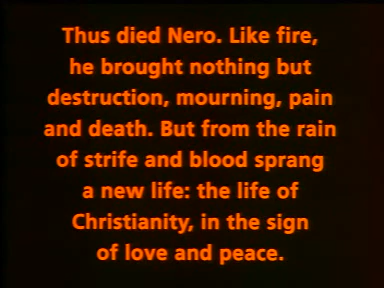 Thus died Nero. Like fire,
he brought nothing but
destruction, mourning, pain
and death. But from the rain
of strife and blood sprang
a new life: the life of
Christianity, in the sign
of love and peace.